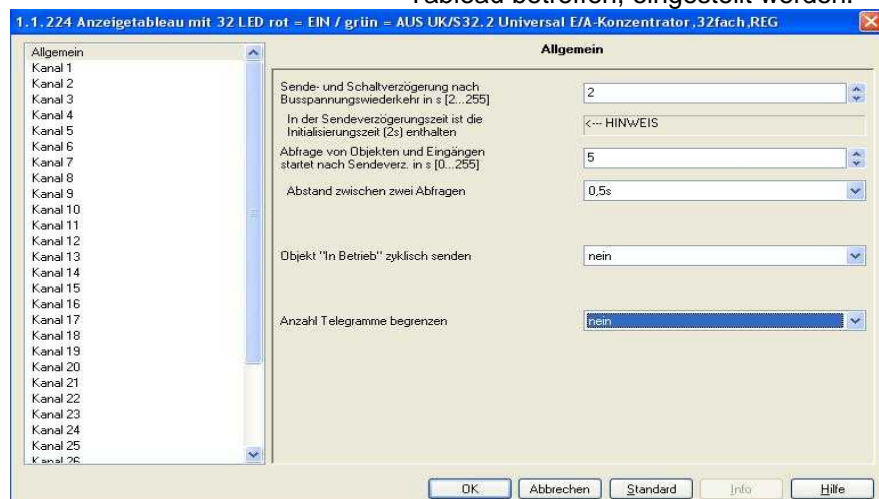 Tableau betreffen, eingestellt werden.
1.1.224 Anzeigetableau mit 32 LED rot = EIN / grün = AUS UK/S32.2 Universal E/A-Konzentrator,32fach,REG
Allgemein
Kanal 1
Kanal 2
Kanal 3
Kanal 4
Kanal 5
Kanal 6
Kanal 7
Kanal 8
Kanal 9
Kanal 10
Kanal 11
Kanal 12
Kanal 13
Kanal 14
Kanal 15
Kanal 16
Kanal 17
Kanal 18
Kanal 19
Kanal 20
Kanal 21
Kanal 22
Kanal 23
Kanal 24
Kanal 25
Kanal 26
Allgemein
Sende- und Schaltverzögerung nach
Busspannungswiederkehr in s [2...255]
2
In der Sendeverzögerungszeit ist die
Initialisierungszeit (2s) enthalten
<--- HINWEIS
Abfrage von Objekten und Eingängen
startet nach Sendeverz. in s [0...255]
5
Abstand zwischen zwei Abfragen
0,5s
Objekt "In Betrieb" zyklisch senden
nein
Anzahl Telegramme begrenzen
nein
OK
Abbrechen
Standard
Info
Hilfe